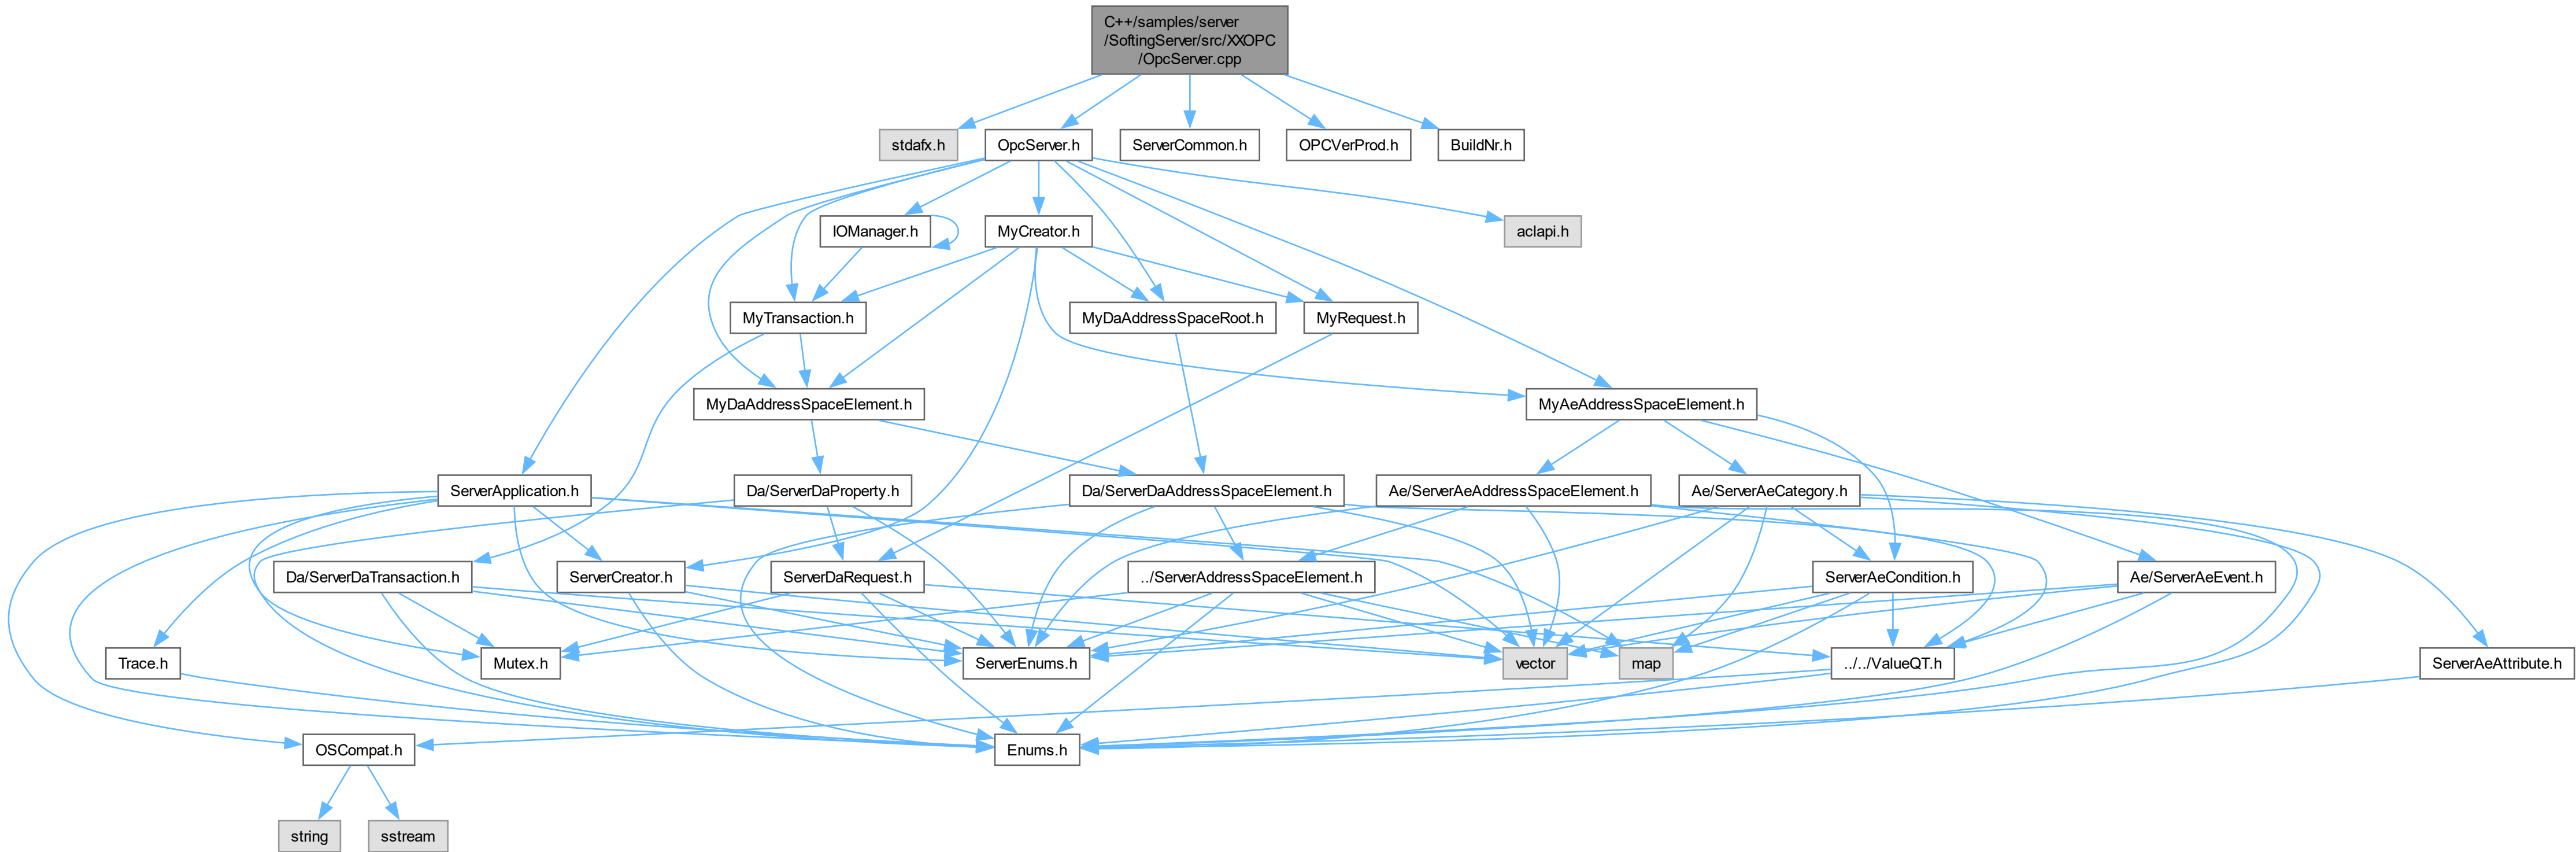 C++/samples/server
/SoftingServer/src/XXOPC
/OpcServer.cpp
stdafx.h
OpcServer.h
ServerCommon.h
OPCVerProd.h
BuildNr.h
IOManager.h
MyCreator.h
aclapi.h
MyTransaction.h
MyDaAddressSpaceRoot.h
MyRequest.h
MyDaAddressSpaceElement.h
MyAeAddressSpaceElement.h
ServerApplication.h
Da/ServerDaProperty.h
Da/ServerDaAddressSpaceElement.h
Ae/ServerAeAddressSpaceElement.h
Ae/ServerAeCategory.h
Da/ServerDaTransaction.h
ServerCreator.h
ServerDaRequest.h
../ServerAddressSpaceElement.h
ServerAeCondition.h
Ae/ServerAeEvent.h
Trace.h
Mutex.h
ServerEnums.h
vector
map
../../ValueQT.h
ServerAeAttribute.h
OSCompat.h
Enums.h
string
sstream